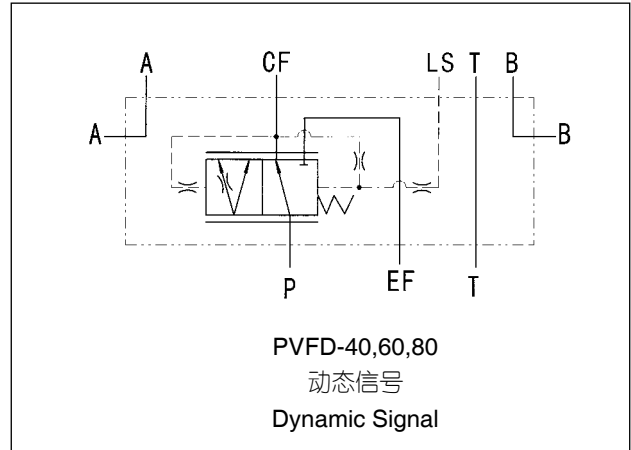 A CF LS T B
A B
P EF T
PVFD-40,60,80
动态信号
Dynamic Signal